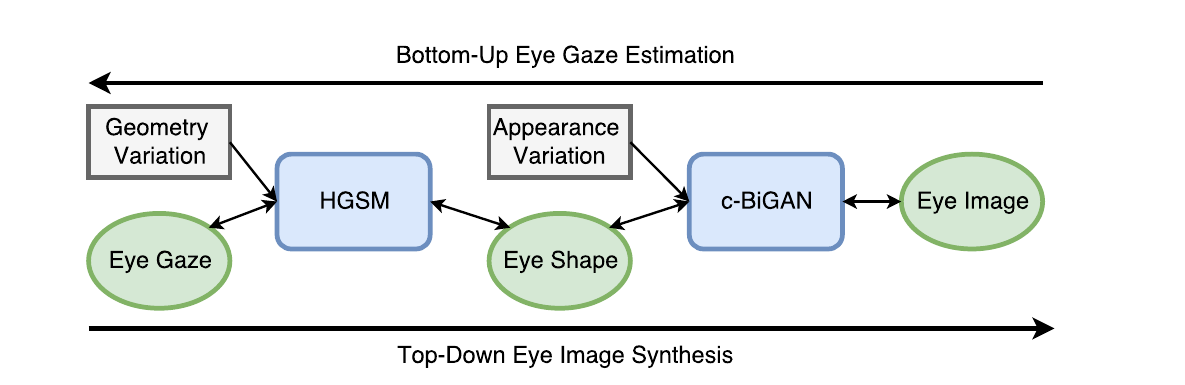 Bottom-Up Eye Gaze Estimation
Geometry
Variation
Appearance
Variation
HGSM
c-BiGAN
Eye Image
Eye Gaze
Eye Shape
Top-Down Eye Image Synthesis